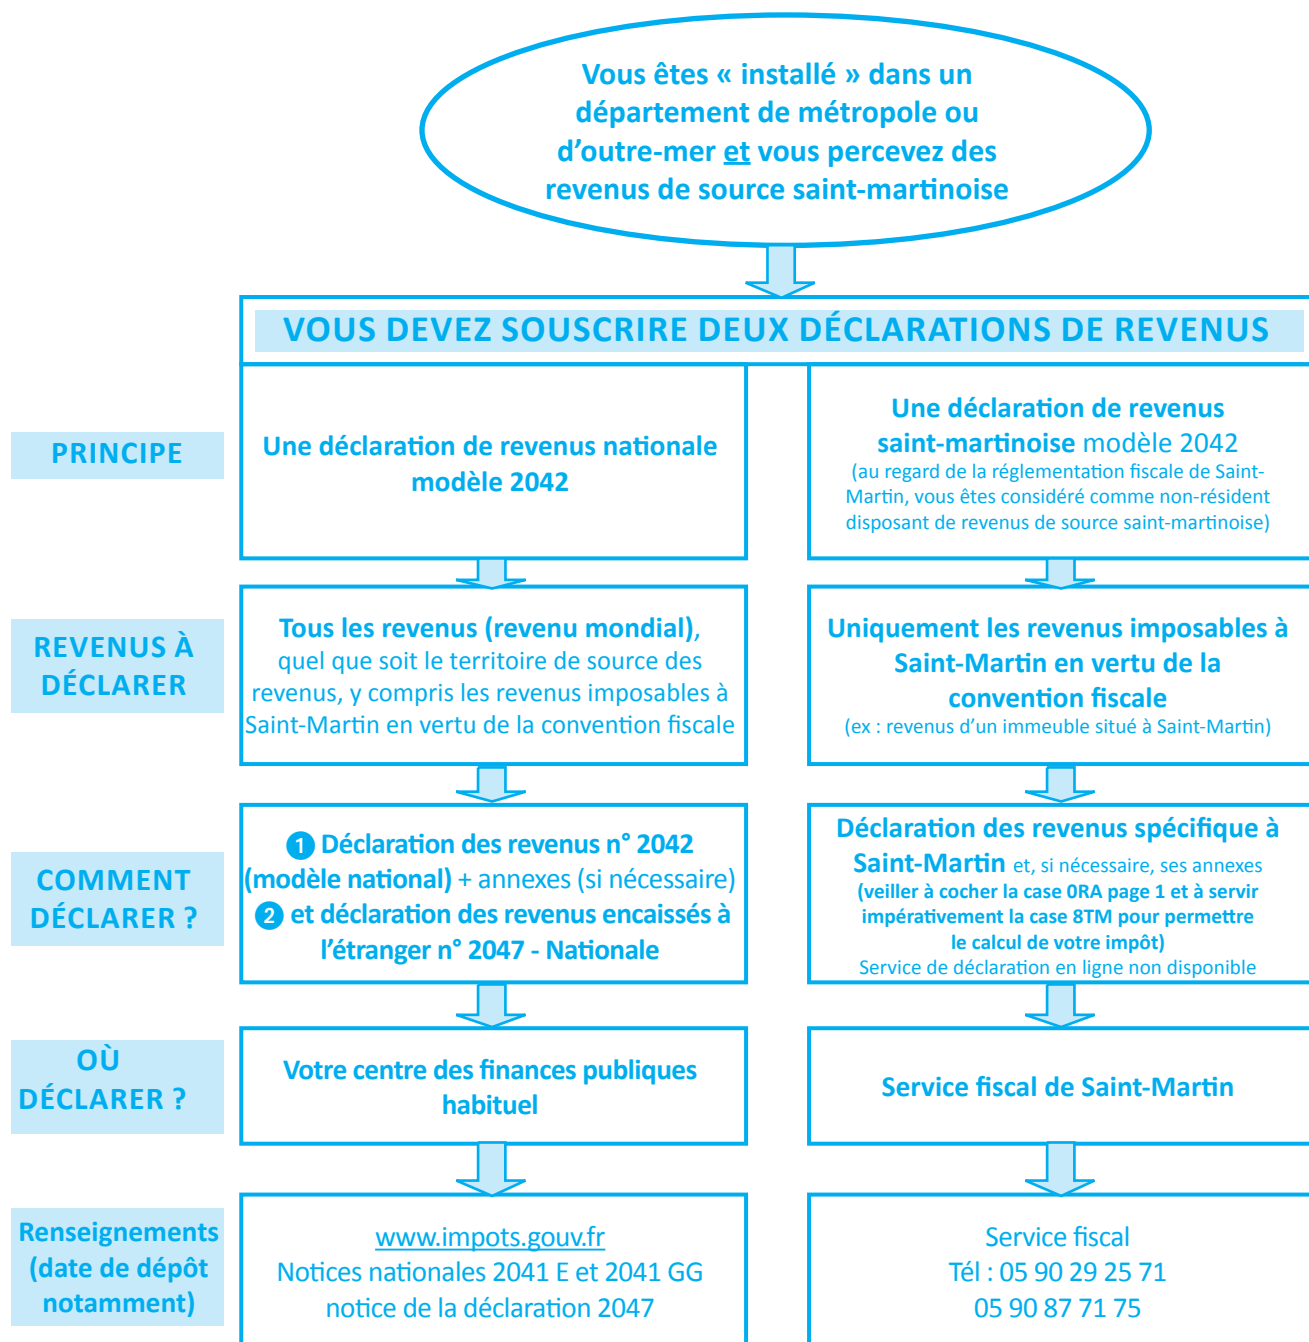 Vous êtes « installé » dans un
département de métropole ou
d'outre-mer et vous percevez des
revenus de source saint-martinoise
VOUS DEVEZ SOUSCRIRE DEUX DÉCLARATIONS DE REVENUS
PRINCIPE
Une déclaration de revenus nationale
modèle 2042
Une déclaration de revenus
saint-martinoise modèle 2042
(au regard de la réglementation fiscale de Saint-
Martin, vous êtes considéré comme non-résident
disposant de revenus de source saint-martinoise)
REVENUS À
DÉCLARER
Tous les revenus (revenu mondial),
quel que soit le territoire de source des
revenus, y compris les revenus imposables à
Saint-Martin en vertu de la convention fiscale
Uniquement les revenus imposables à
Saint-Martin en vertu de la
convention fiscale
(ex : revenus d'un immeuble situé à Saint-Martin)
COMMENT
DÉCLARER ?
❶ Déclaration des revenus n° 2042
(modèle national) + annexes (si nécessaire)
❷ et déclaration des revenus encaissés à
l'étranger n° 2047 - Nationale
Déclaration des revenus spécifique à
Saint-Martin et, si nécessaire, ses annexes
(veiller à cocher la case 0RA page 1 et à servir
impérativement la case 8TM pour permettre
le calcul de votre impôt)
Service de déclaration en ligne non disponible
OÙ
DÉCLARER ?
Votre centre des finances publiques
habituel
Service fiscal de Saint-Martin
Renseignements
(date de dépôt
notamment)
www.impots.gouv.fr
Notices nationales 2041 E et 2041 GG
notice de la déclaration 2047
Service fiscal
Tél : 05 90 29 25 71
05 90 87 71 75